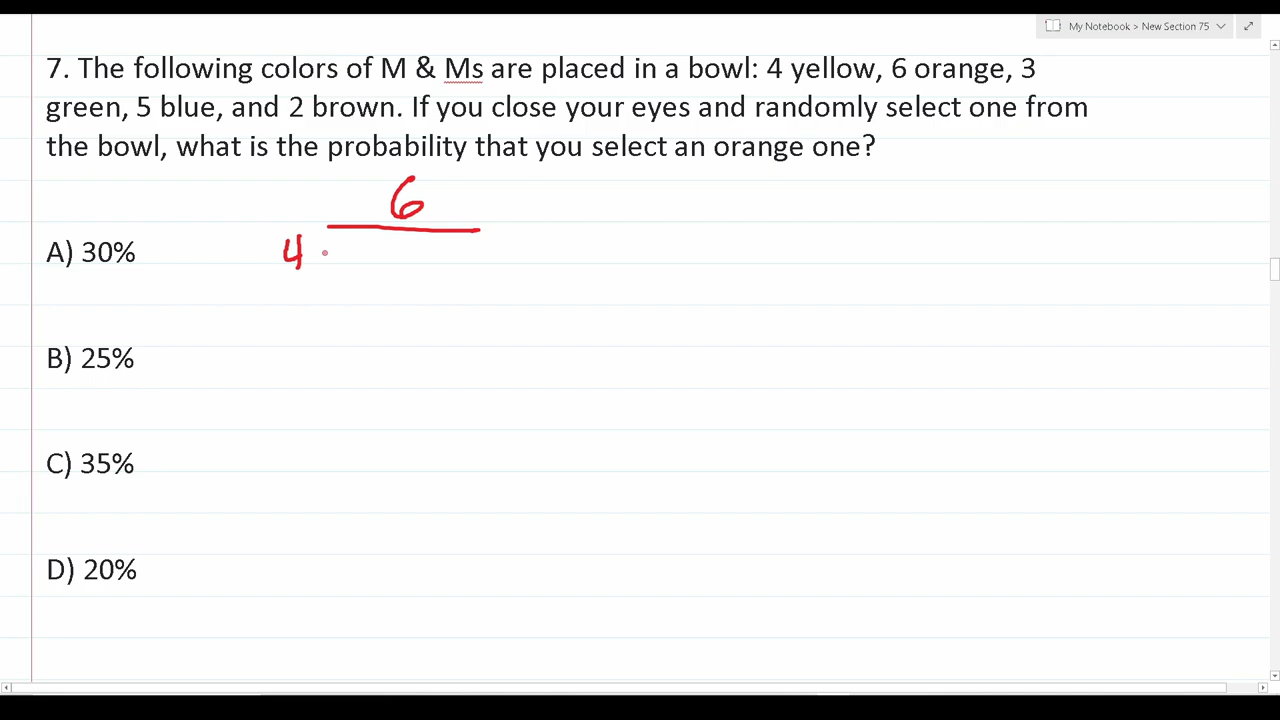 My Notebook > New Section 75
7. The following colors of M & Ms are placed in a bowl: 4 yellow, 6 orange, 3
green, 5 blue, and 2 brown. If you close your eyes and randomly select one from
the bowl, what is the probability that you select an orange one?
6
4
A) 30%
B) 25%
C) 35%
D) 20%